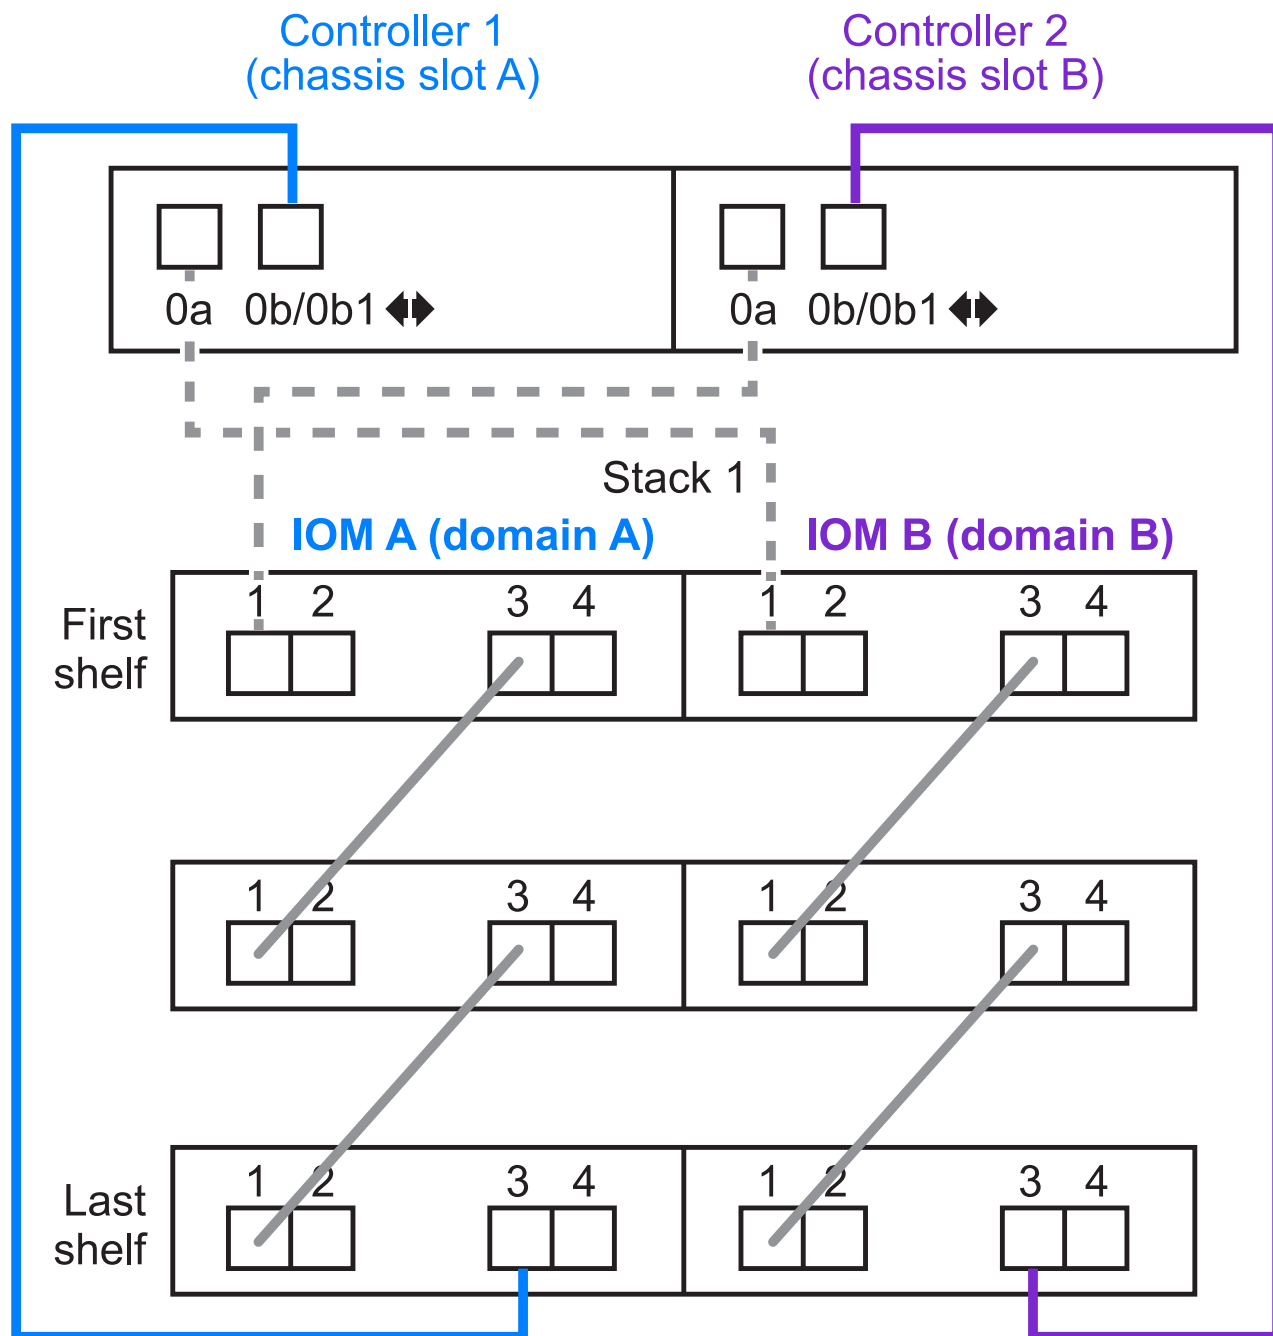 Controller 1
(chassis slot A)
Controller 2
(chassis slot B)
0a 0b/0b1
0a 0b/0b1
Stack 1
IOM A (domain A)
IOM B (domain B)
First
shelf
1 2 3 4
1 2 3 4
1 2 3 4
1 2 3 4
Last
shelf
1 2 3 4
1 2 3 4